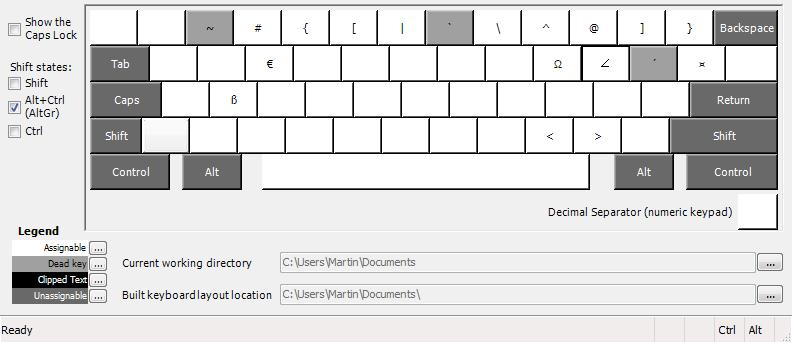 Show the
Caps Lock
Shift states:
Shift
Alt+Ctrl
(AltGr)
Ctrl
~ # { [ | ` \ ^ @ ] } Backspace
Tab € Ω ∠ ´ ¤
Caps ß Return
Shift < > Shift
Control Alt Alt Control
Decimal Separator (numeric keypad)
Legend
Assignable ...
Dead key ...
Clipped Text ...
Unassignable ...
Current working directory C:\Users\Martin\Documents ...
Built keyboard layout location C:\Users\Martin\Documents\ ...
Ready Ctrl Alt